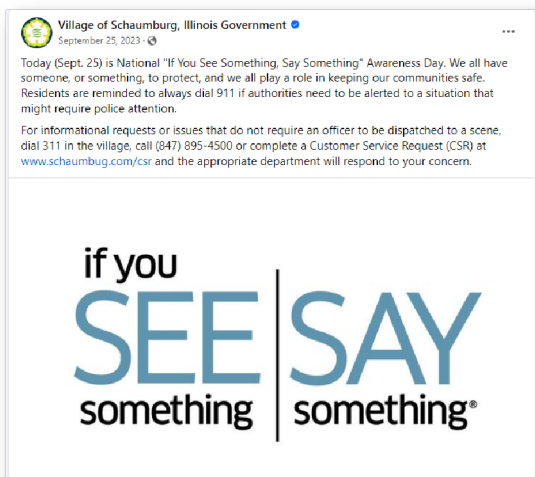 Village of Schaumburg, Illinois Government
September 25, 2023 ·
Today (Sept. 25) is National "If You See Something, Say Something" Awareness Day. We all have
someone, or something, to protect, and we all play a role in keeping our communities safe.
Residents are reminded to always dial 911 if authorities need to be alerted to a situation that
might require police attention.
For informational requests or issues that do not require an officer to be dispatched to a scene,
dial 311 in the village, call (847) 895-4500 or complete a Customer Service Request (CSR) at
www.schaumbug.com/csr and the appropriate department will respond to your concern.
if you
SEE SAY
something something®